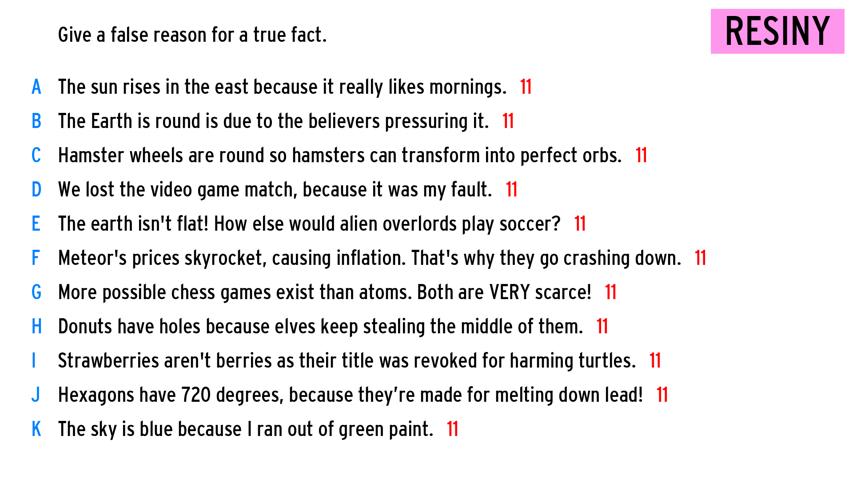 Give a false reason for a true fact.
RESINY
A The sun rises in the east because it really likes mornings. 11
B The Earth is round is due to the believers pressuring it. 11
C Hamster wheels are round so hamsters can transform into perfect orbs. 11
D We lost the video game match, because it was my fault. 11
E The earth isn't flat! How else would alien overlords play soccer? 11
F Meteor's prices skyrocket, causing inflation. That's why they go crashing down. 11
G More possible chess games exist than atoms. Both are VERY scarce! 11
H Donuts have holes because elves keep stealing the middle of them. 11
I Strawberries aren't berries as their title was revoked for harming turtles. 11
J Hexagons have 720 degrees, because they’re made for melting down lead! 11
K The sky is blue because I ran out of green paint. 11